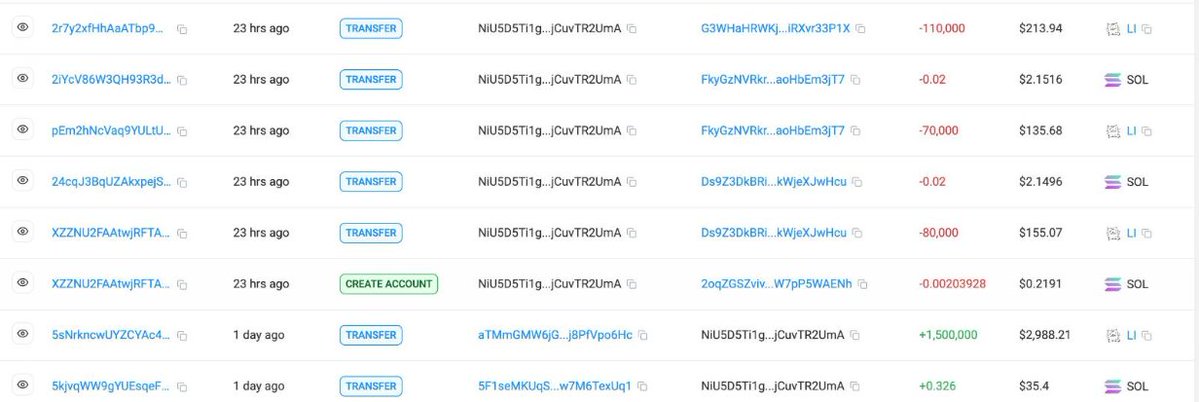 2r7y2xfHhAaATbp9... 23 hrs ago TRANSFER NiU5D5Ti1g...jCuvTR2UmA G3WHaHRWKj...iRXvr33P1X -110,000 $213.94 LI
2iYcV86W3QH93R3d... 23 hrs ago TRANSFER NiU5D5Ti1g...jCuvTR2UmA FkyGzNVRkr...aoHbEm3jT7 -0.02 $2.1516 SOL
pEm2hNcVaq9YULtU... 23 hrs ago TRANSFER NiU5D5Ti1g...jCuvTR2UmA FkyGzNVRkr...aoHbEm3jT7 -70,000 $135.68 LI
24cqJ3BqUZAkxpejS... 23 hrs ago TRANSFER NiU5D5Ti1g...jCuvTR2UmA Ds9Z3DkBRi...kWjeXJwHcu -0.02 $2.1496 SOL
XZZNU2FAAtwjRFTA... 23 hrs ago TRANSFER NiU5D5Ti1g...jCuvTR2UmA Ds9Z3DkBRi...kWjeXJwHcu -80,000 $155.07 LI
XZZNU2FAAtwjRFTA... 23 hrs ago CREATE ACCOUNT NiU5D5Ti1g...jCuvTR2UmA 2oqZGSZviv...W7pP5WAENh -0.00203928 $0.2191 SOL
5sNrkncwUYZCYAc4... 1 day ago TRANSFER aTMmGMW6jG...j8PfVpo6Hc NiU5D5Ti1g...jCuvTR2UmA +1,500,000 $2,988.21 LI
5kjvqWW9gYUEsqeF... 1 day ago TRANSFER 5F1seMKUqS...w7M6TexUq1 NiU5D5Ti1g...jCuvTR2UmA +0.326 $35.4 SOL